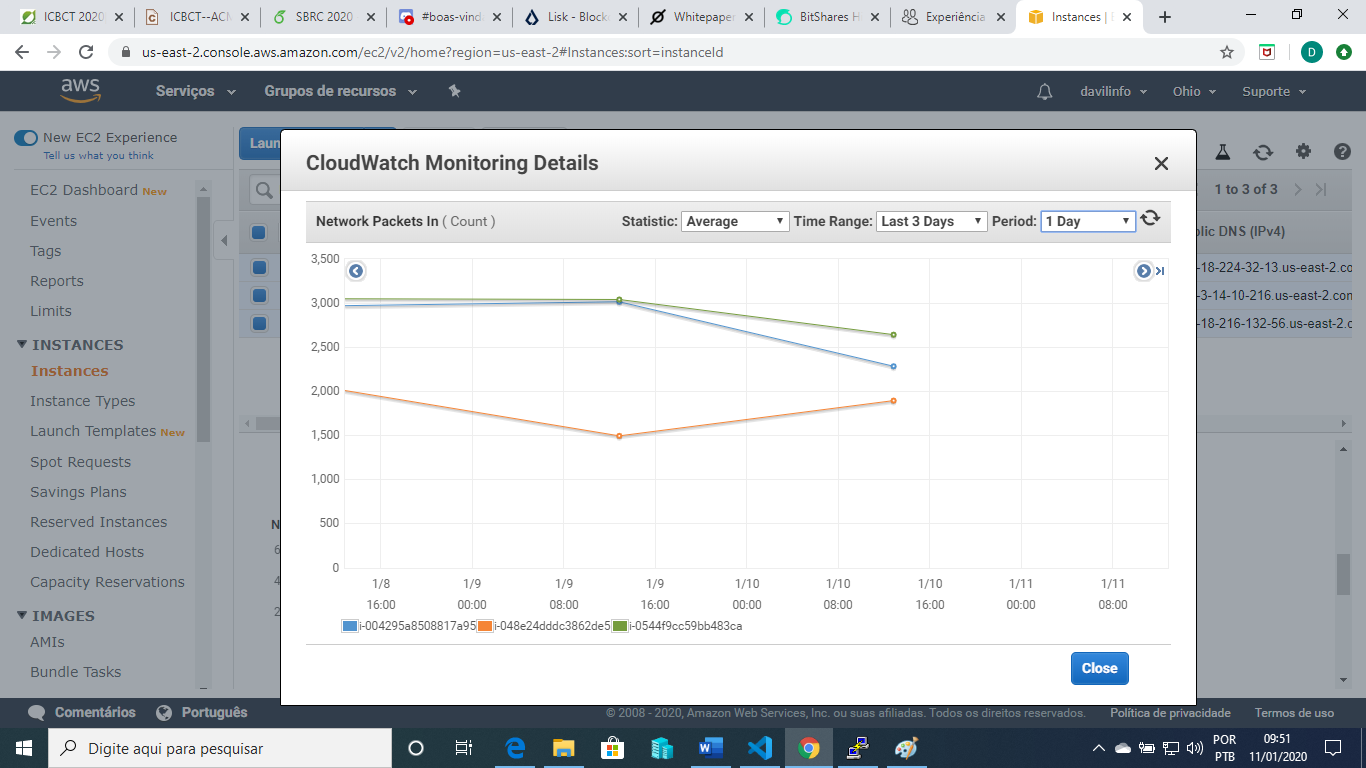 ICBCT 2020
ICBCT--ACM
SBRC 2020
#boas-vind
Lisk - Block
Whitepaper
BitShares H
Experiência
Instances | E
us-east-2.console.aws.amazon.com/ec2/v2/home?region=us-east-2#Instances:sort=instanceId
D
aws
Serviços
Grupos de recursos
davilinfo
Ohio
Suporte
New EC2 Experience
Tell us what you think
EC2 Dashboard New
Events
Tags
Reports
Limits
INSTANCES
Instances
Instance Types
Launch Templates New
Spot Requests
Savings Plans
Reserved Instances
Dedicated Hosts
Capacity Reservations
IMAGES
AMIs
Bundle Tasks
Laun
1 to 3 of 3
lic DNS (IPv4)
-18-224-32-13.us-east-2.co
-3-14-10-216.us-east-2.con
-18-216-132-56.us-east-2.c
N
6
4
2
CloudWatch Monitoring Details
Network Packets In ( Count )
Statistic: Average
Time Range: Last 3 Days
Period: 1 Day
3,500
3,000
2,500
2,000
1,500
1,000
500
0
1/8 1/9 1/9 1/9 1/10 1/10 1/10 1/11 1/11
16:00 00:00 08:00 16:00 00:00 08:00 16:00 00:00 08:00
i-004295a8508817a95 i-048e24dddc3862de5 i-0544f9cc59bb483ca
Close
Comentários
Português
© 2008 - 2020, Amazon Web Services, Inc. ou suas afiliadas. Todos os direitos reservados.
Política de privacidade
Termos de uso
Digite aqui para pesquisar
POR
PTB
09:51
11/01/2020